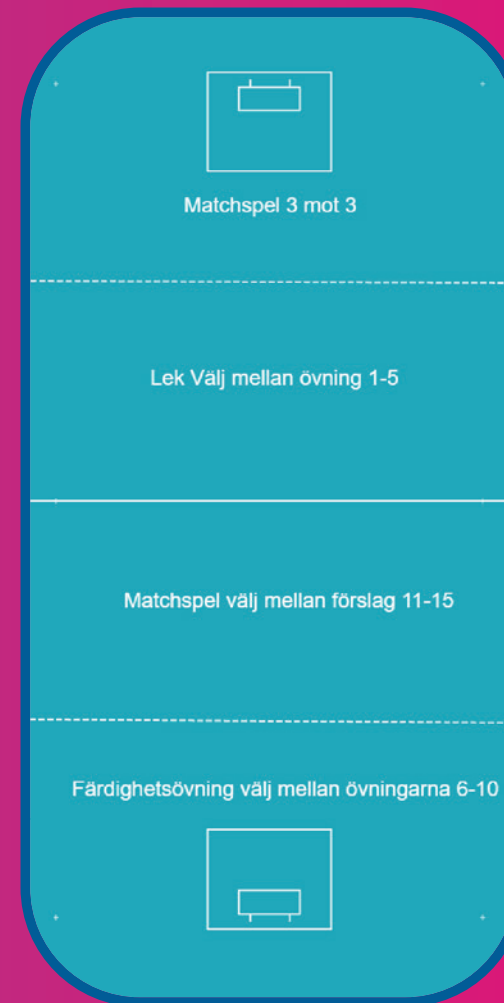 Matchspel 3 mot 3
Lek Välj mellan övning 1-5
Matchspel välj mellan förslag 11-15
Färdighetsövning välj mellan övningarna 6-10